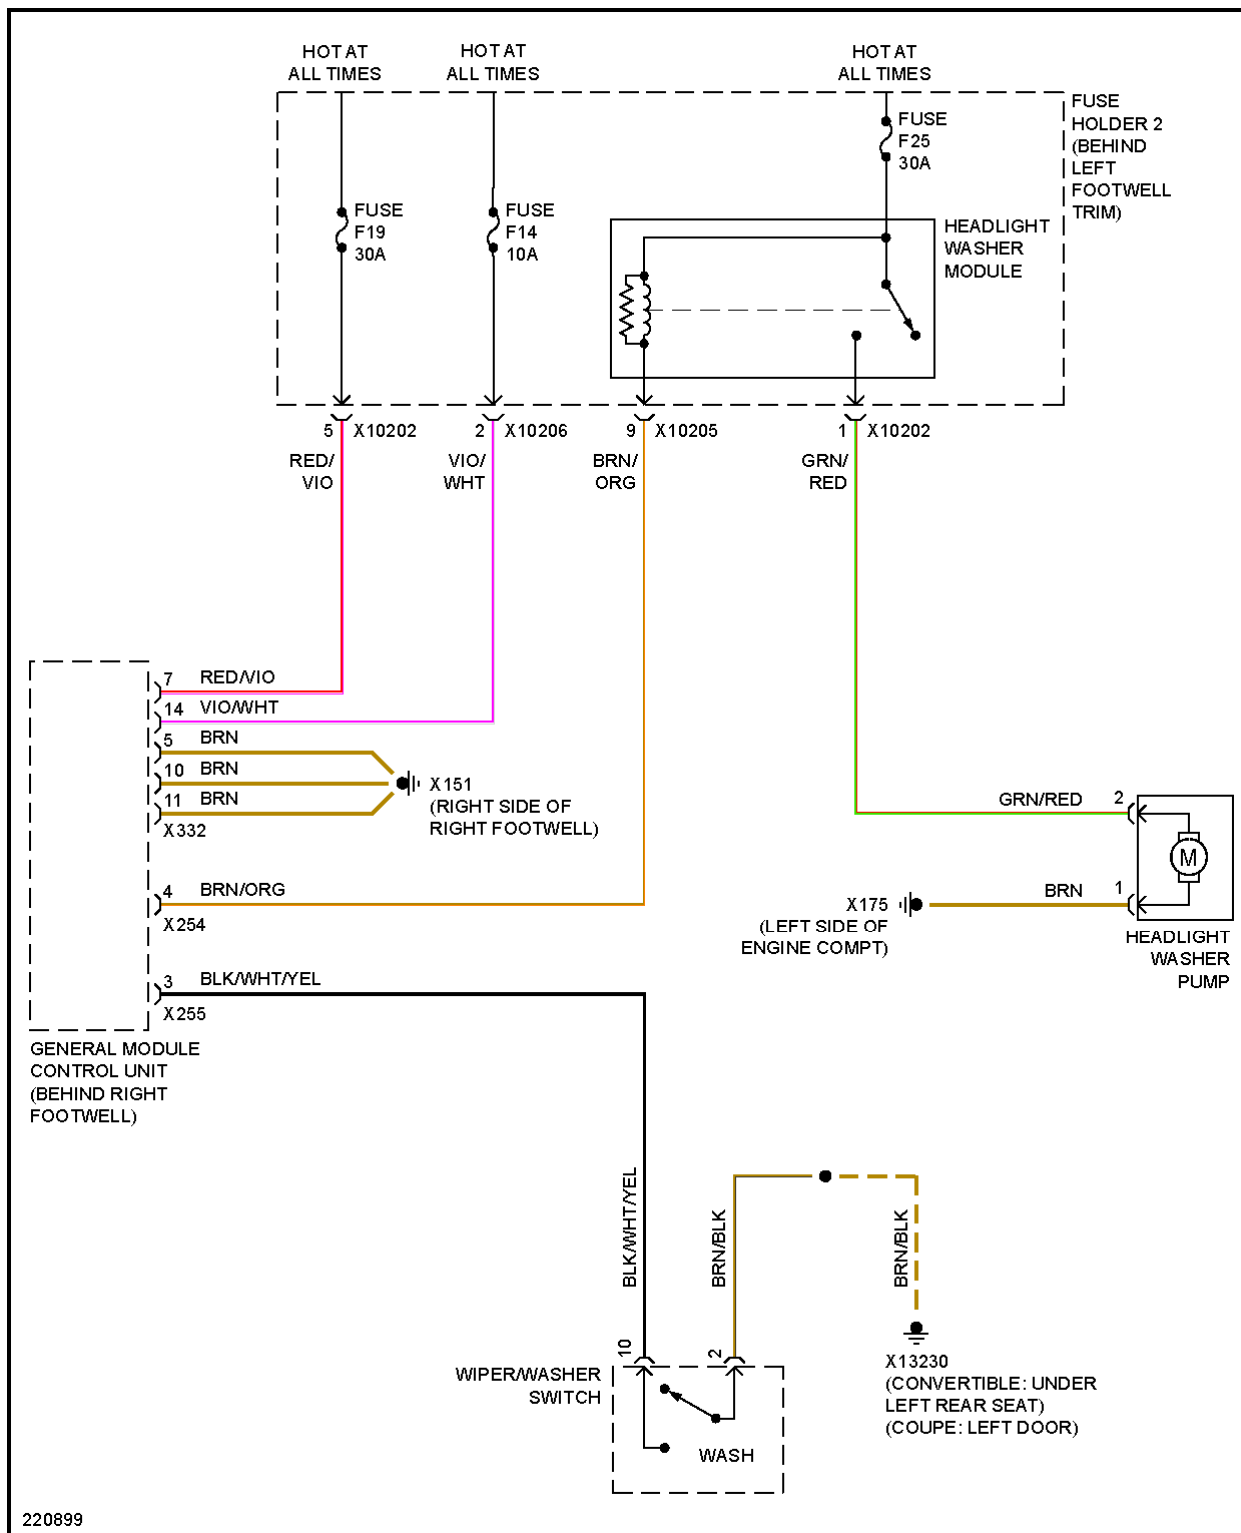 HOT AT
ALL TIMES
HOT AT
ALL TIMES
HOT AT
ALL TIMES
FUSE
HOLDER 2
(BEHIND
LEFT
FOOTWELL
TRIM)
FUSE
F19
30A
FUSE
F14
10A
FUSE
F25
30A
HEADLIGHT
WASHER
MODULE
5 X10202
2 X10206
9 X10205
1 X10202
RED/
VIO
VIO/
WHT
BRN/
ORG
GRN/
RED
7 RED/VIO
14 VIO/WHT
5 BRN
10 BRN
11 BRN
X332
X151
(RIGHT SIDE OF
RIGHT FOOTWELL)
4 BRN/ORG
X254
3 BLK/WHT/YEL
X255
GENERAL MODULE
CONTROL UNIT
(BEHIND RIGHT
FOOTWELL)
GRN/RED 2
M
BRN 1
X175
(LEFT SIDE OF
ENGINE COMPT)
HEADLIGHT
WASHER
PUMP
BLK/WHT/YEL
BRN/BLK
BRN/BLK
10
2
WIPER/WASHER
SWITCH
WASH
X13230
(CONVERTIBLE: UNDER
LEFT REAR SEAT)
(COUPE: LEFT DOOR)
220899